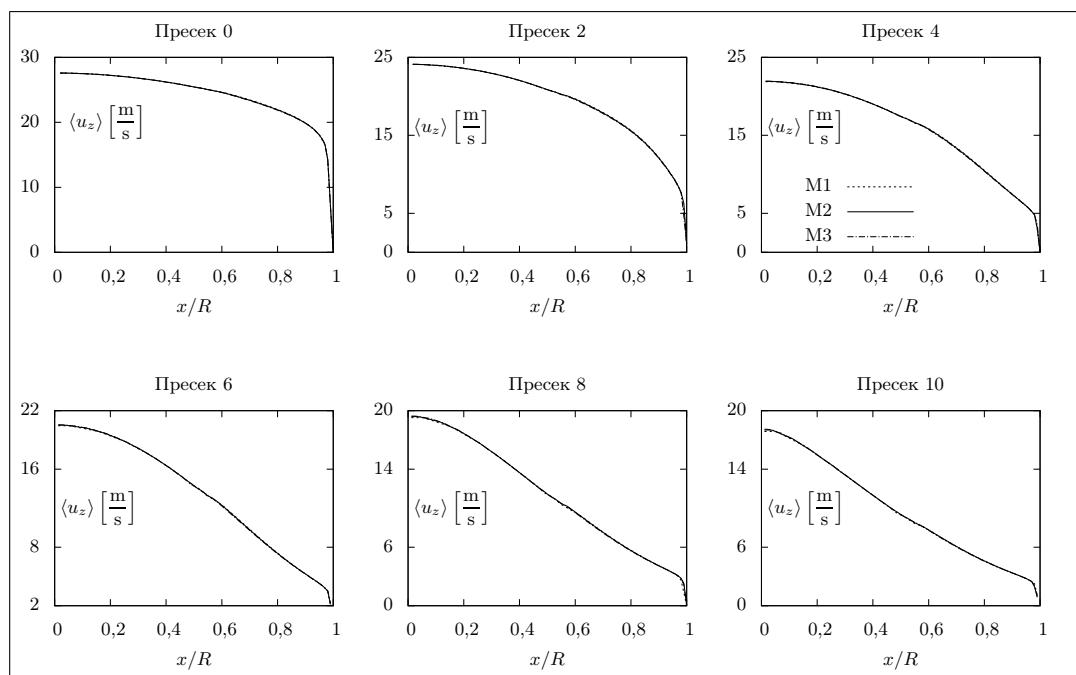 Пресек 0
30
20
10
0
⟨u_z⟩ [m/s]
0 0,2 0,4 0,6 0,8 1
x/R
Пресек 2
25
15
5
0
⟨u_z⟩ [m/s]
0 0,2 0,4 0,6 0,8 1
x/R
Пресек 4
25
15
5
0
⟨u_z⟩ [m/s]
M1
M2
M3
0 0,2 0,4 0,6 0,8 1
x/R
Пресек 6
22
16
8
2
⟨u_z⟩ [m/s]
0 0,2 0,4 0,6 0,8 1
x/R
Пресек 8
20
14
6
0
⟨u_z⟩ [m/s]
0 0,2 0,4 0,6 0,8 1
x/R
Пресек 10
20
14
6
0
⟨u_z⟩ [m/s]
0 0,2 0,4 0,6 0,8 1
x/R